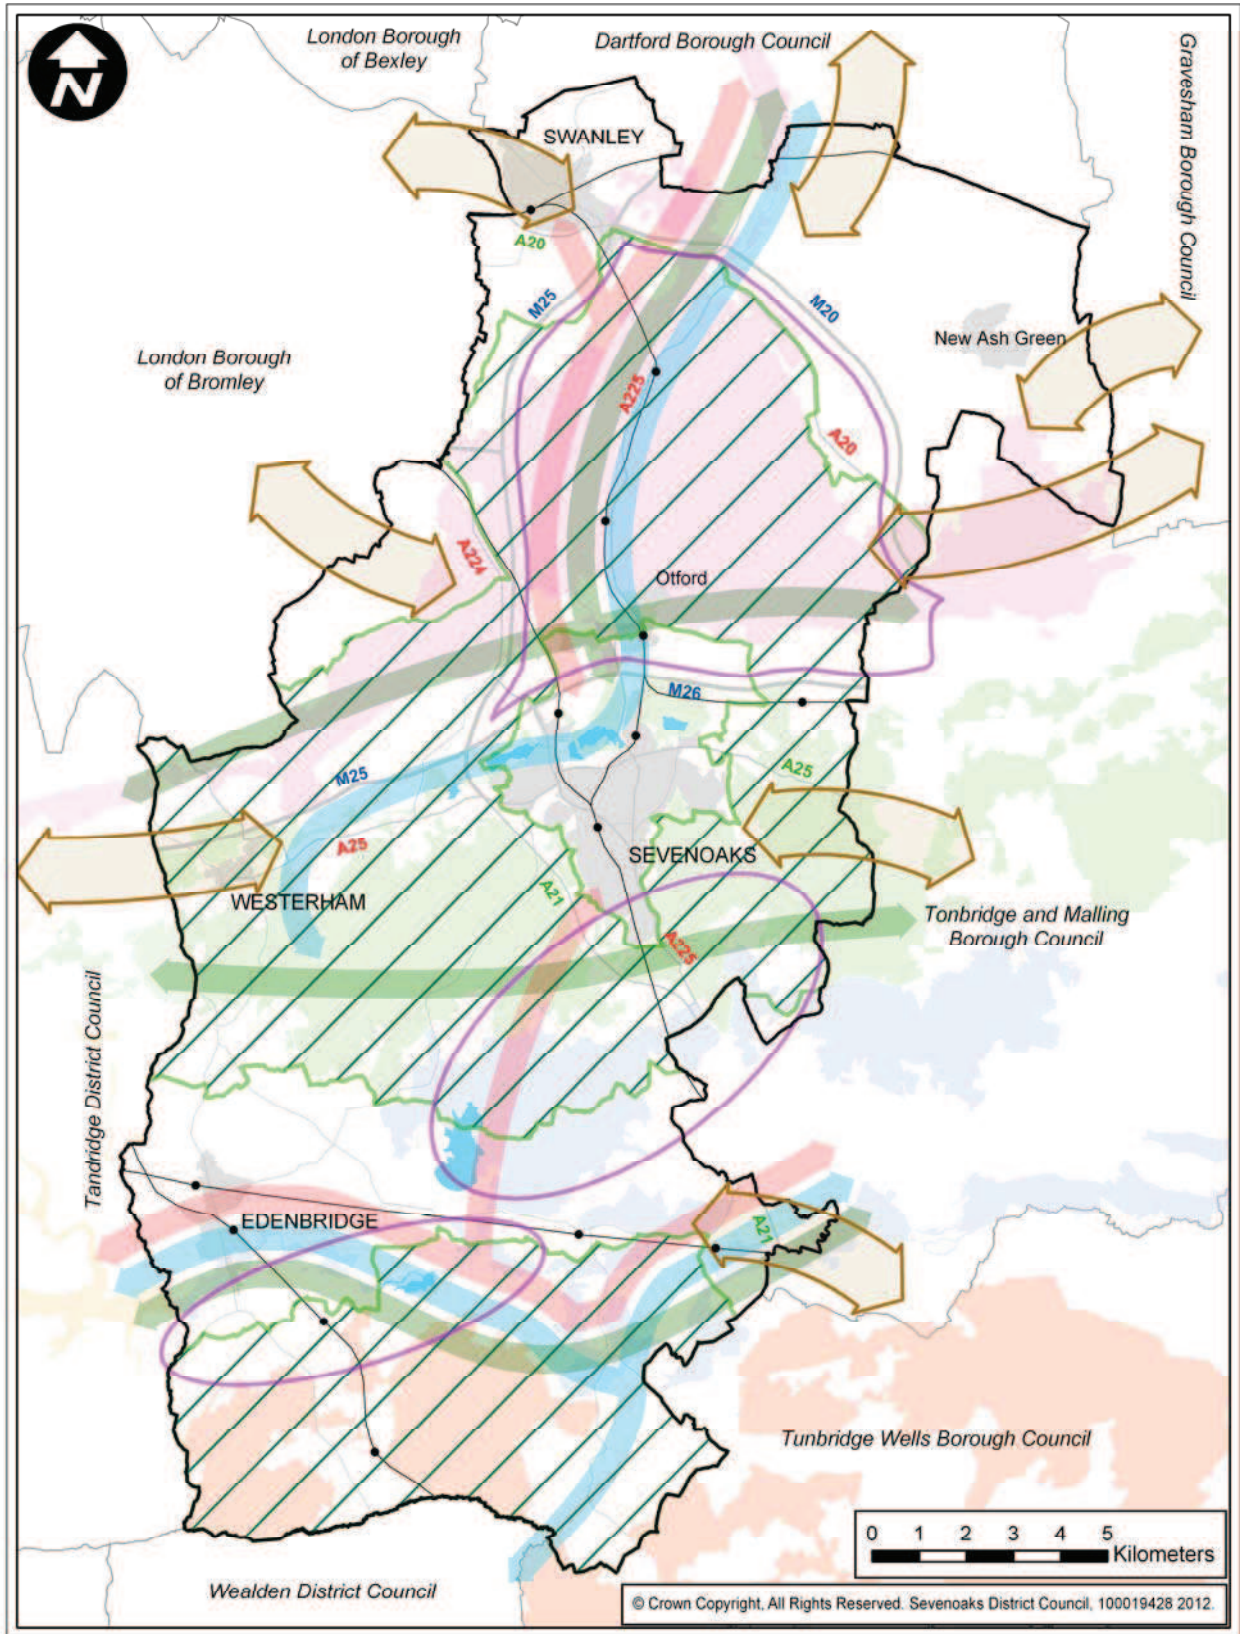 London Borough
of Bexley
Dartford Borough Council
Gravesham Borough Council
N
SWANLEY
A20
M25
M20
New Ash Green
London Borough
of Bromley
A225
A20
A224
Otford
M26
M25
A25
A25
SEVENOAKS
WESTERHAM
A21
A225
Tonbridge and Malling
Borough Council
Tandridge District Council
EDENBRIDGE
A21
Tunbridge Wells Borough Council
0 1 2 3 4 5
Kilometers
Wealden District Council
© Crown Copyright, All Rights Reserved. Sevenoaks District Council, 100019428 2012.